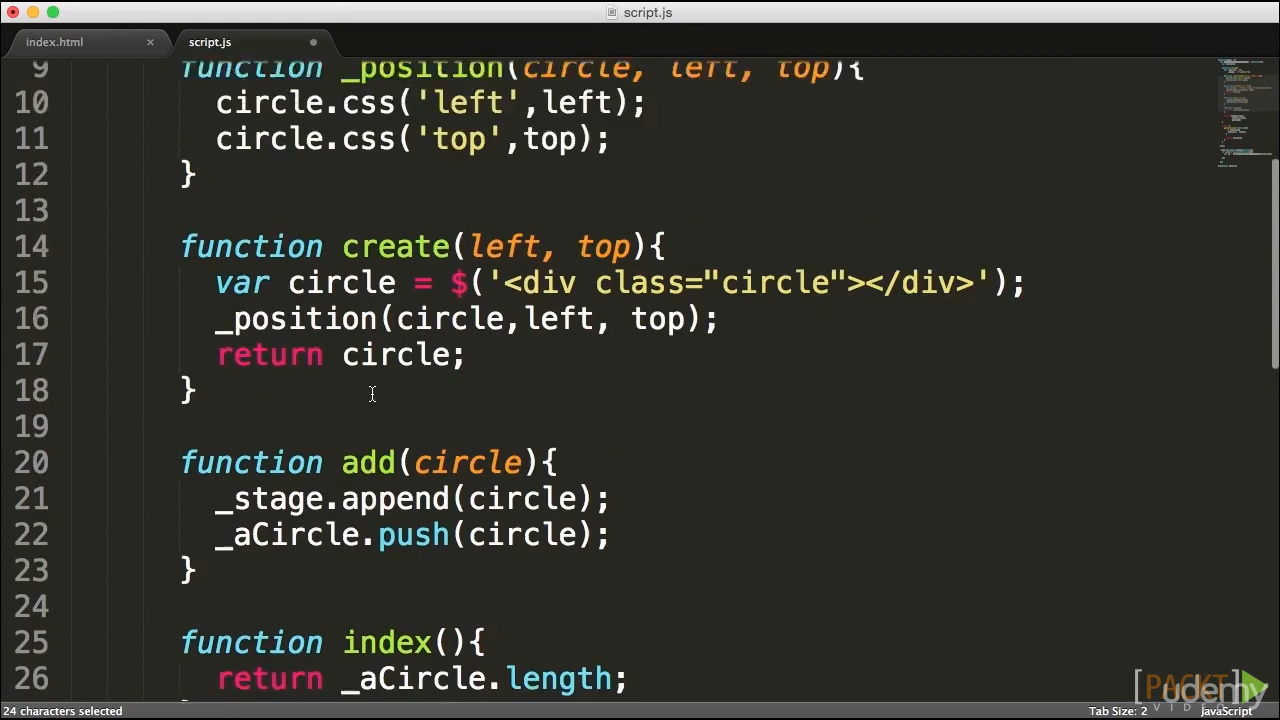 script.js
index.html
script.js
9 function _position(circle, left, top){
10 circle.css('left',left);
11 circle.css('top',top);
12 }
13
14 function create(left, top){
15 var circle = $('<div class="circle"></div>');
16 _position(circle,left, top);
17 return circle;
18 }
19
20 function add(circle){
21 _stage.append(circle);
22 _aCircle.push(circle);
23 }
24
25 function index(){
26 return _aCircle.length;
[PACKT]
VIDEO
udemy
24 characters selected
Tab Size: 2
JavaScript